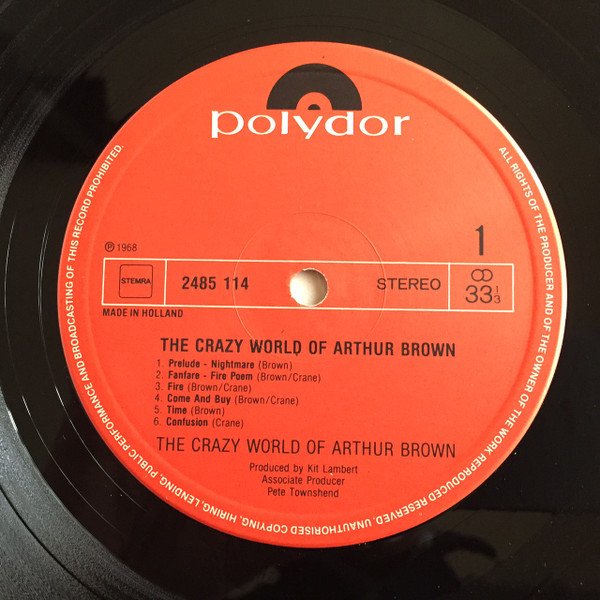 polydor
1
℗ 1968
STEMRA
2485 114
STEREO
33 1/3
MADE IN HOLLAND
THE CRAZY WORLD OF ARTHUR BROWN
1. Prelude - Nightmare (Brown)
2. Fanfare - Fire Poem (Brown/Crane)
3. Fire (Brown/Crane)
4. Come And Buy (Brown/Crane)
5. Time (Brown)
6. Confusion (Crane)
THE CRAZY WORLD OF ARTHUR BROWN
Produced by Kit Lambert
Associate Producer
Pete Townshend
ALL RIGHTS OF THE PRODUCER AND OF THE OWNER OF THE WORK REPRODUCED RESERVED. UNAUTHORISED COPYING, HIRING, LENDING, PUBLIC PERFORMANCE AND BROADCASTING OF THIS RECORD PROHIBITED.